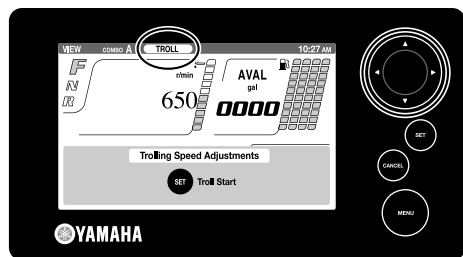 VIEW COMBO A TROLL 10:27 AM
F
N
R
r/min
650
AVAL
gal
0000
Trolling Speed Adjustments
SET Troll Start
SET
CANCEL
MENU
YAMAHA